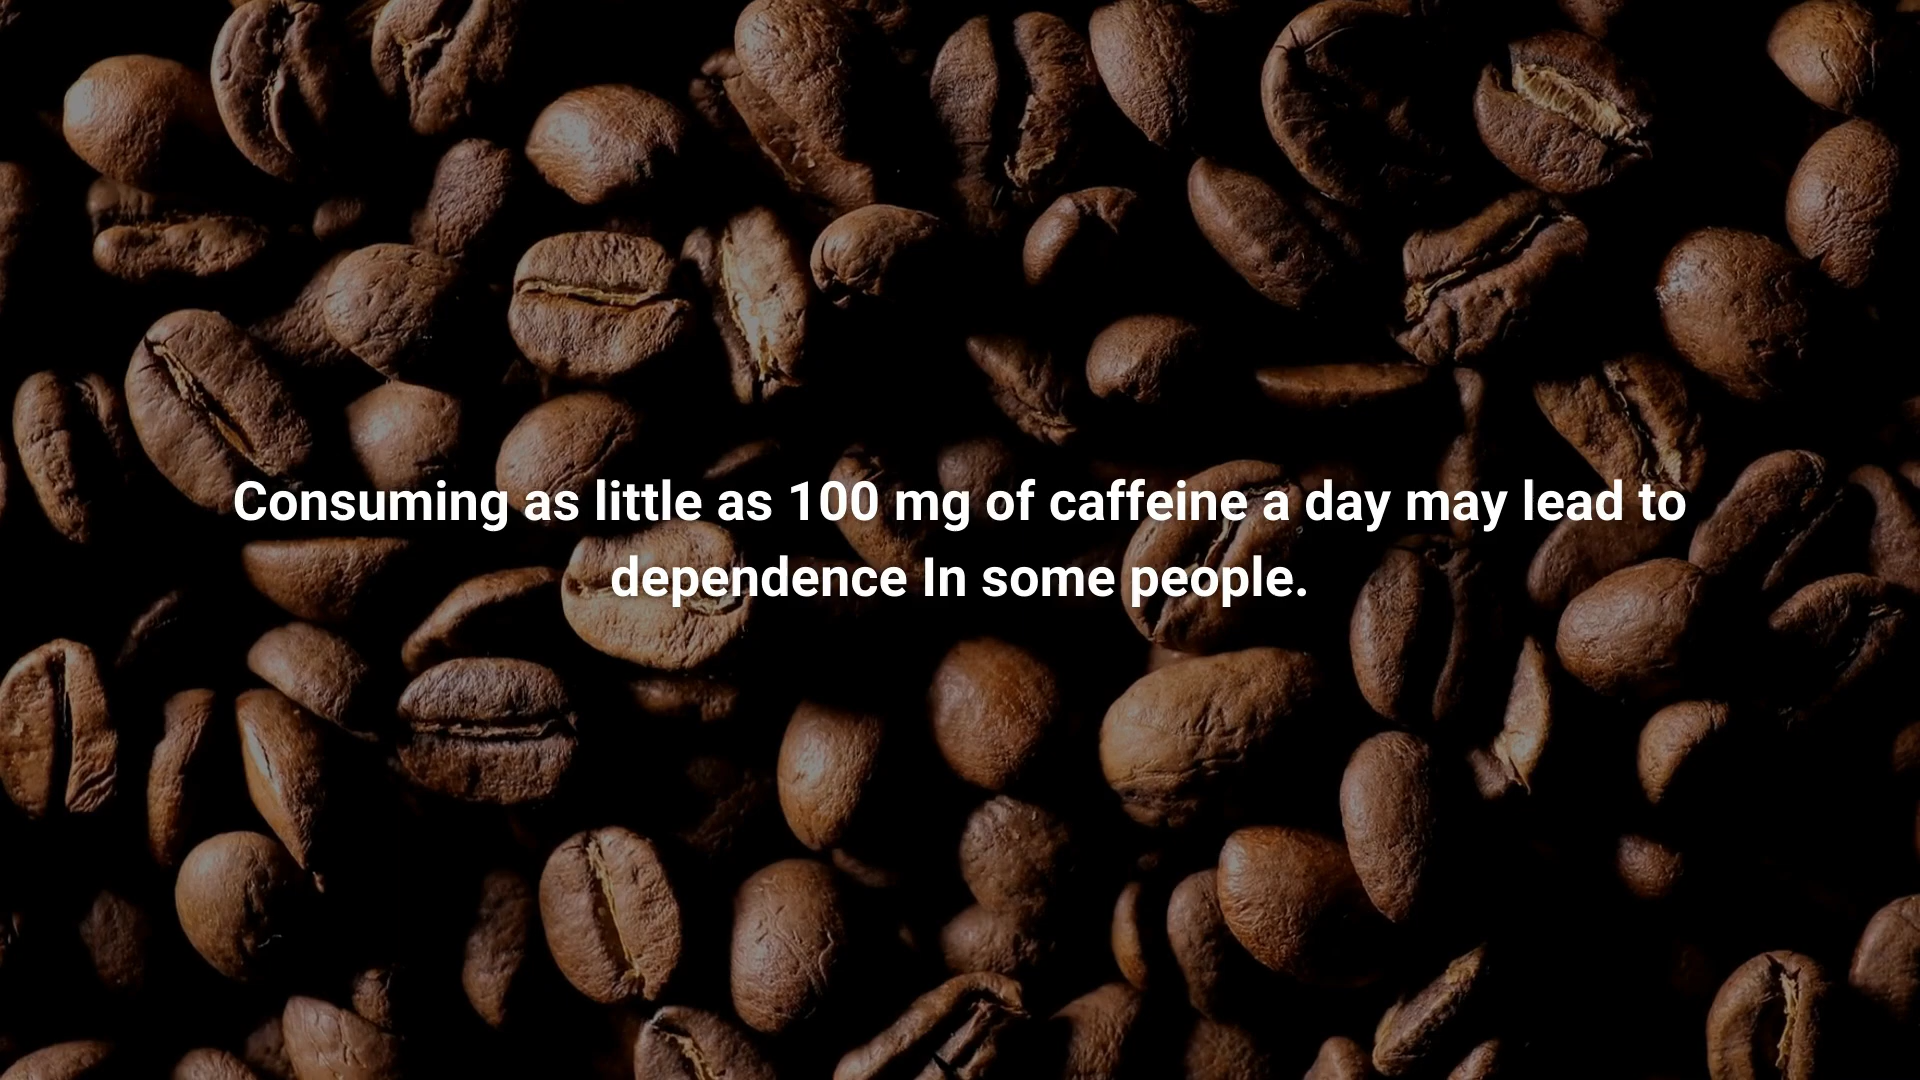 Consuming as little as 100 mg of caffeine a day may lead to
dependence In some people.